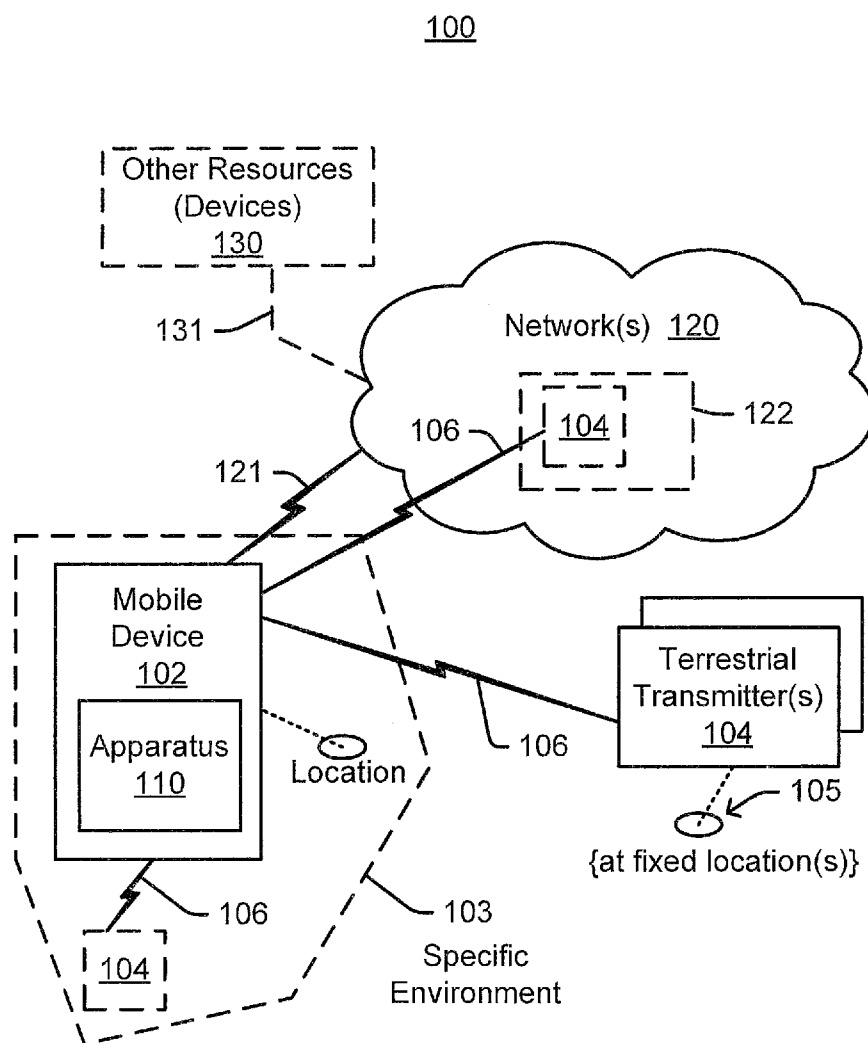 100
Other Resources
(Devices)
130
131
Network(s) 120
104
122
106
121
Mobile
Device
102
Terrestrial
Transmitter(s)
104
Apparatus
110
Location
106
105
{at fixed location(s)}
106
103
104
Specific
Environment